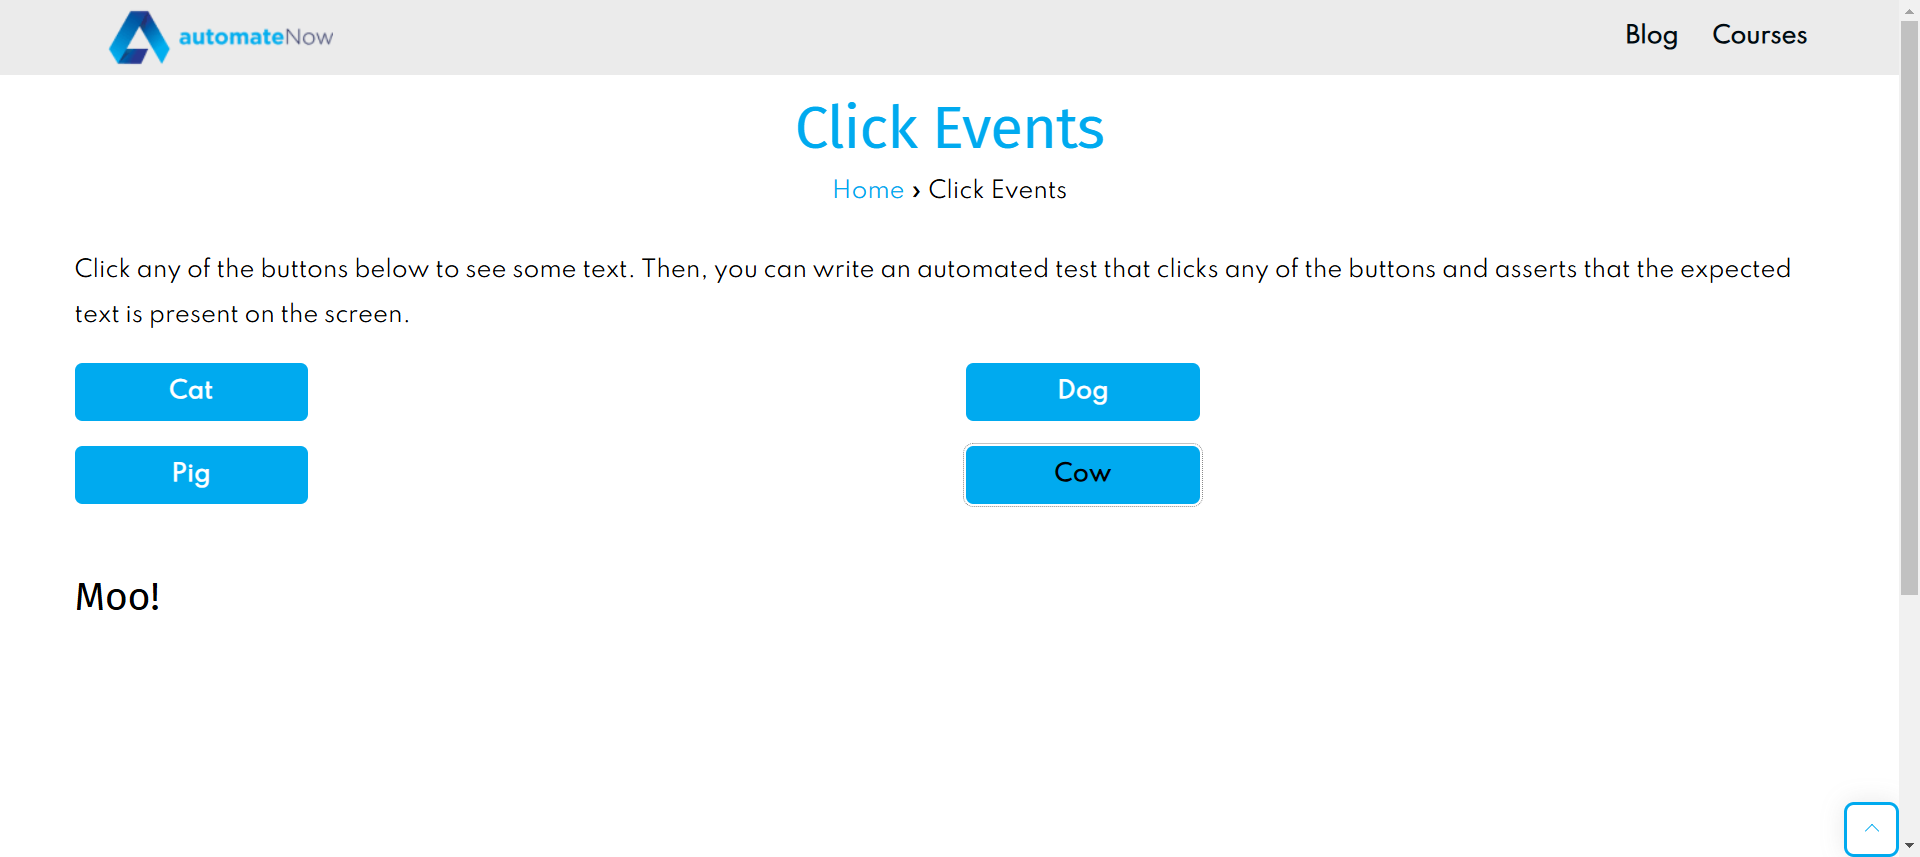 automateNow
Blog
Courses
Click Events
Home › Click Events
Click any of the buttons below to see some text. Then, you can write an automated test that clicks any of the buttons and asserts that the expected
text is present on the screen.
Cat
Dog
Pig
Cow
Moo!